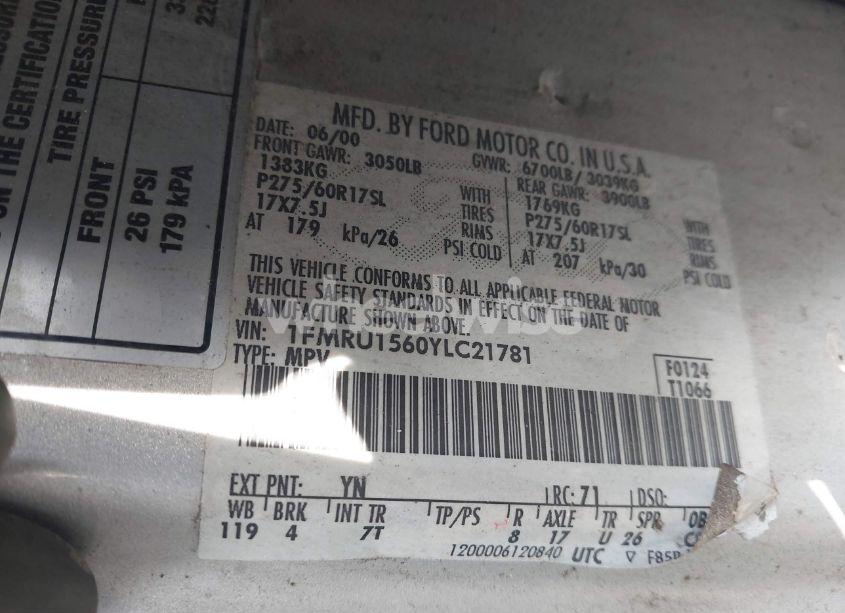 ON THE CERTIFICATION
TIRE PRESSURE
FRONT
26 PSI
179 kPA
MFD. BY FORD MOTOR CO. IN U.S.A.
DATE: 06/00 GVWR: 6700LB/ 3039KG
FRONT GAWR: 3050LB REAR GAWR: 3900LB
1383KG WITH 1769KG WITH
P275/60R17SL TIRES P275/60R17SL TIRES
17X7.5J RIMS 17X7.5J RIMS
AT 179 kPa/26 PSI COLD AT 207 kPa/30 PSI COLD
THIS VEHICLE CONFORMS TO ALL APPLICABLE FEDERAL MOTOR
VEHICLE SAFETY STANDARDS IN EFFECT ON THE DATE OF
MANUFACTURE SHOWN ABOVE.
VIN: 1FMRU1560YLC21781
TYPE: MPV
F0124
T1066
EXT PNT: YN RC: 71 DSO:
WB BRK INT TR TP/PS R AXLE TR SPR
119 4 7T 8 17 U 26
1200006120840 UTC